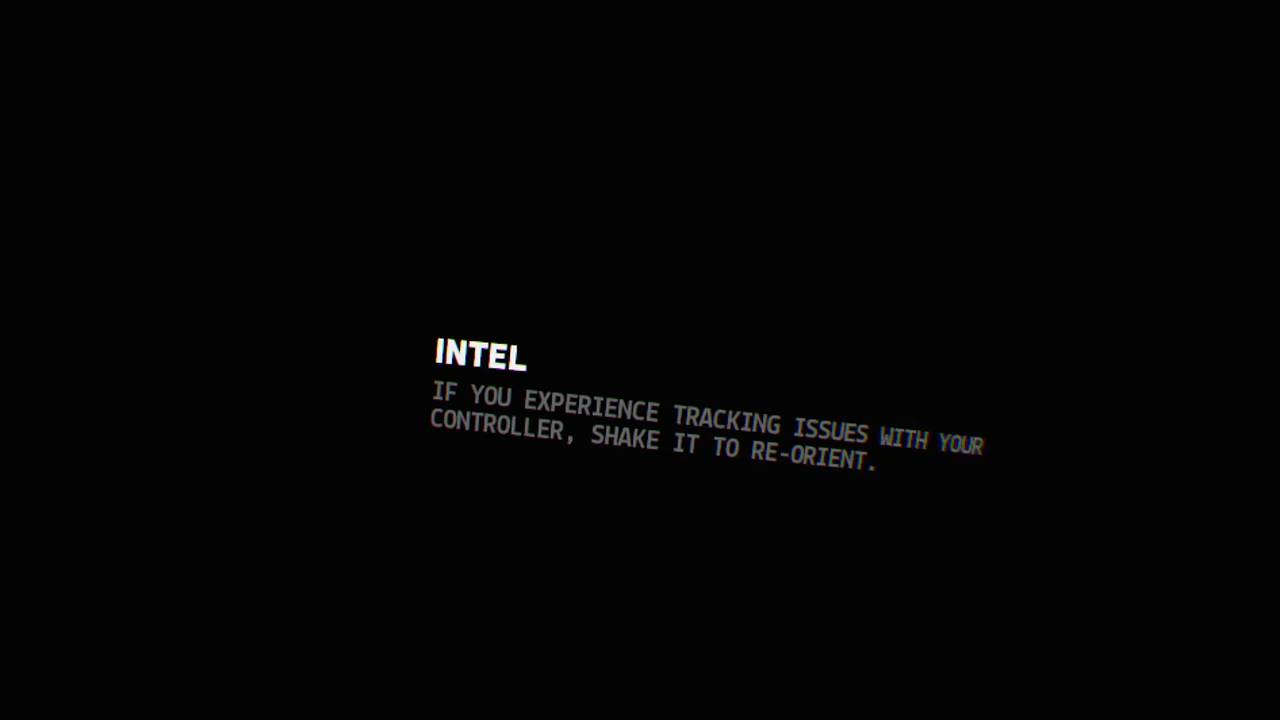 INTEL
IF YOU EXPERIENCE TRACKING ISSUES WITH YOUR
CONTROLLER, SHAKE IT TO RE-ORIENT.